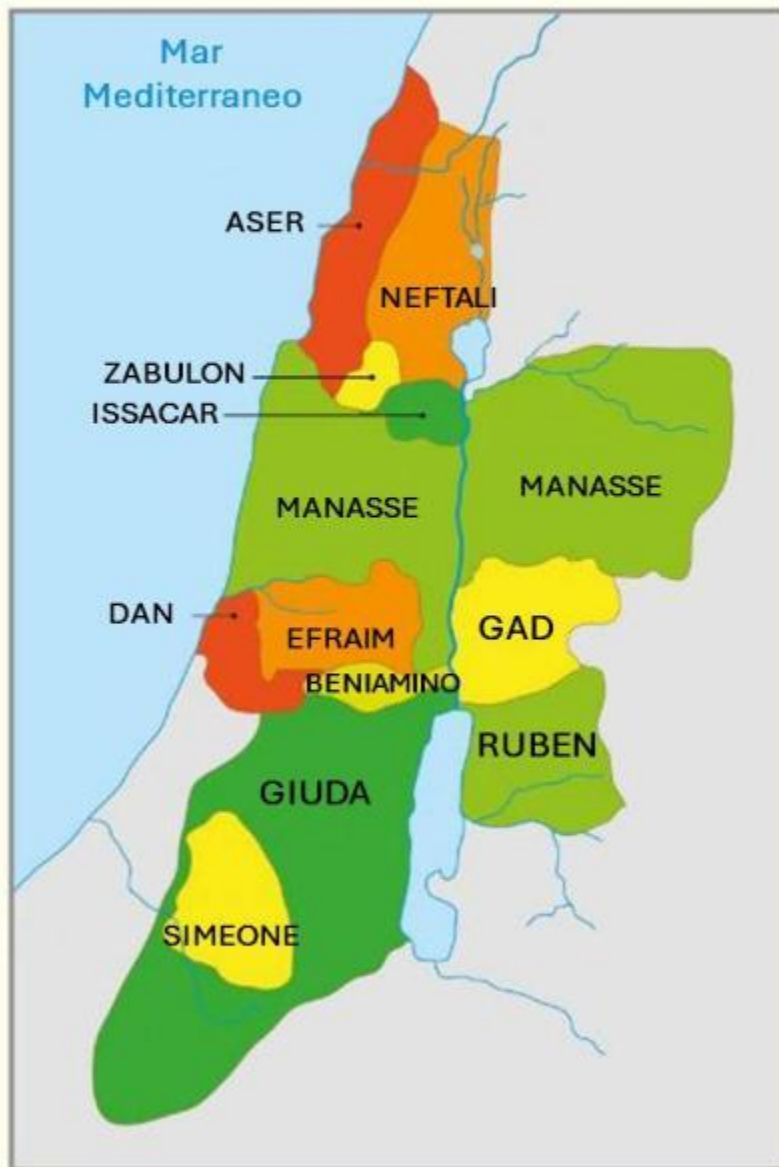 Mar
Mediterraneo
ASER
NEFTALI
ZABULON
ISSACAR
MANASSE
MANASSE
DAN
EFRAIM
GAD
BENIAMINO
RUBEN
GIUDA
SIMEONE